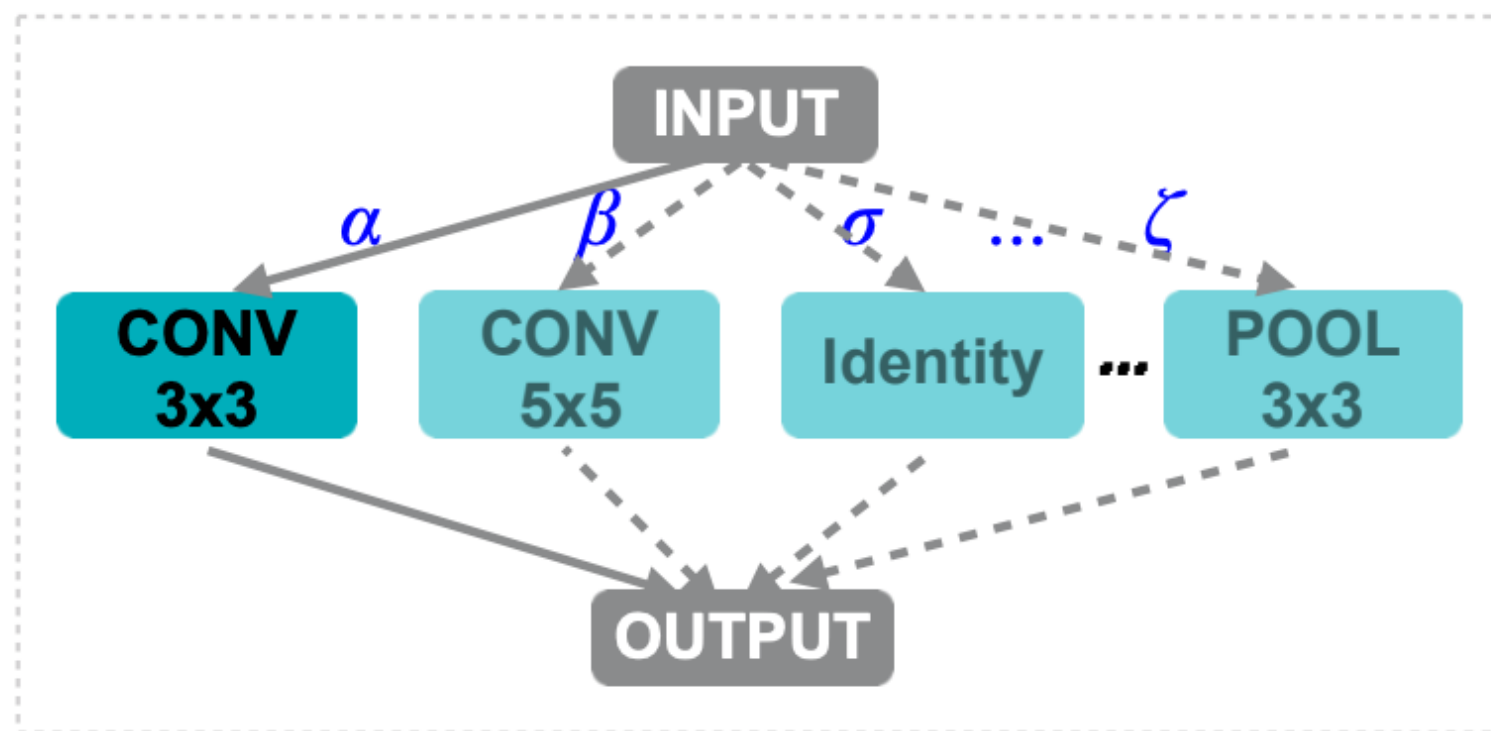 INPUT
α β σ ... ζ
CONV 3x3
CONV 5x5
Identity
...
POOL 3x3
OUTPUT